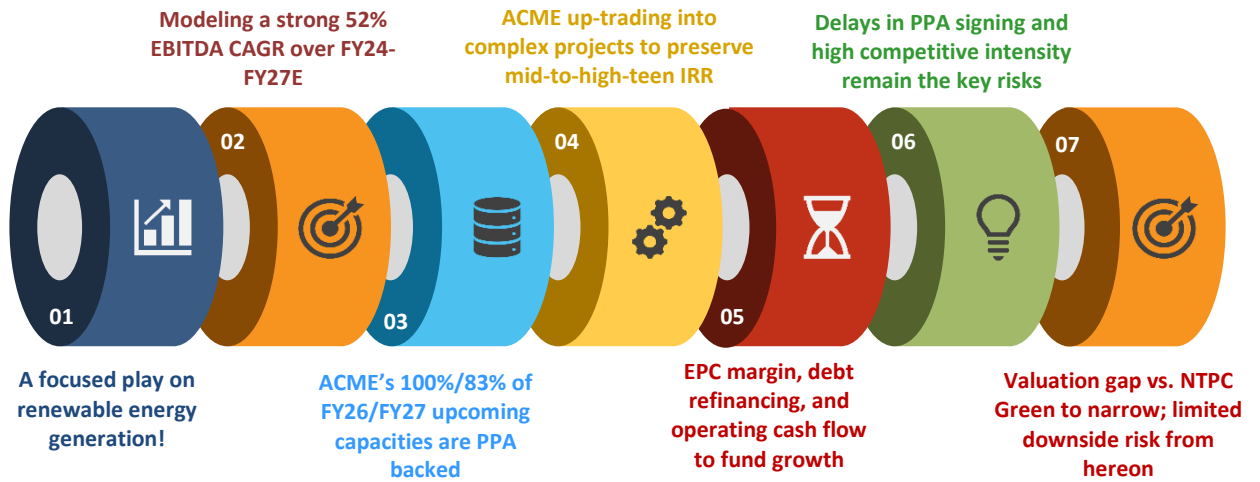 Modeling a strong 52%
EBITDA CAGR over FY24-
FY27E
ACME up-trading into
complex projects to preserve
mid-to-high-teen IRR
Delays in PPA signing and
high competitive intensity
remain the key risks
01
02
03
04
05
06
07
A focused play on
renewable energy
generation!
ACME’s 100%/83% of
FY26/FY27 upcoming
capacities are PPA
backed
EPC margin, debt
refinancing, and
operating cash flow
to fund growth
Valuation gap vs. NTPC
Green to narrow; limited
downside risk from
hereon